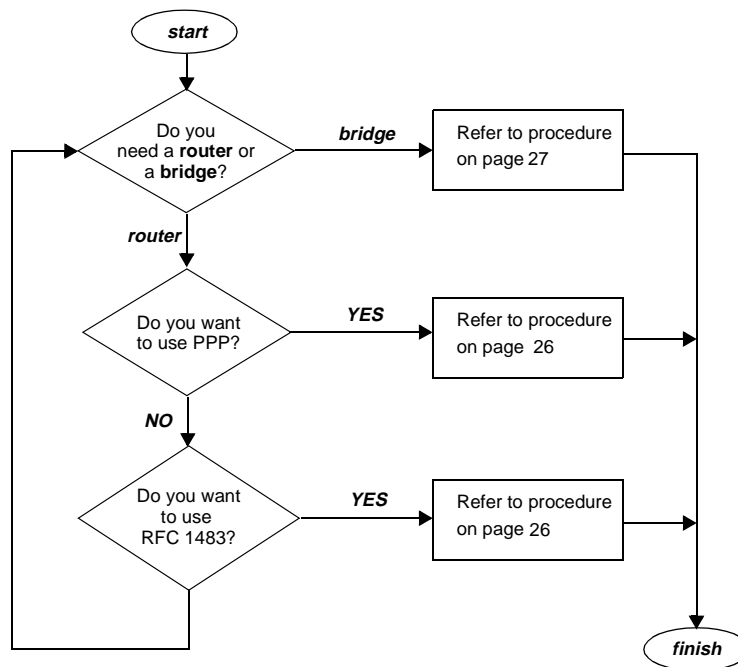 start
Do you
need a router or
a bridge?
bridge
Refer to procedure
on page 27
router
Do you want
to use PPP?
YES
Refer to procedure
on page 26
NO
Do you want
to use
RFC 1483?
YES
Refer to procedure
on page 26
finish